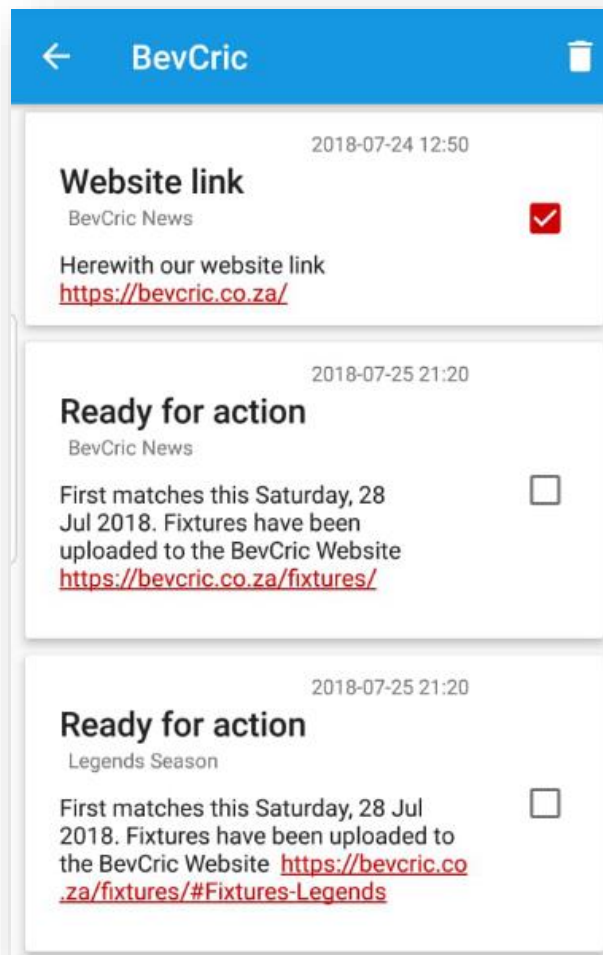 BevCric
2018-07-24 12:50
Website link
BevCric News
Herewith our website link
https://bevcric.co.za/
2018-07-25 21:20
Ready for action
BevCric News
First matches this Saturday, 28
Jul 2018. Fixtures have been
uploaded to the BevCric Website
https://bevcric.co.za/fixtures/
2018-07-25 21:20
Ready for action
Legends Season
First matches this Saturday, 28 Jul
2018. Fixtures have been uploaded to
the BevCric Website https://bevcric.co
.za/fixtures/#Fixtures-Legends